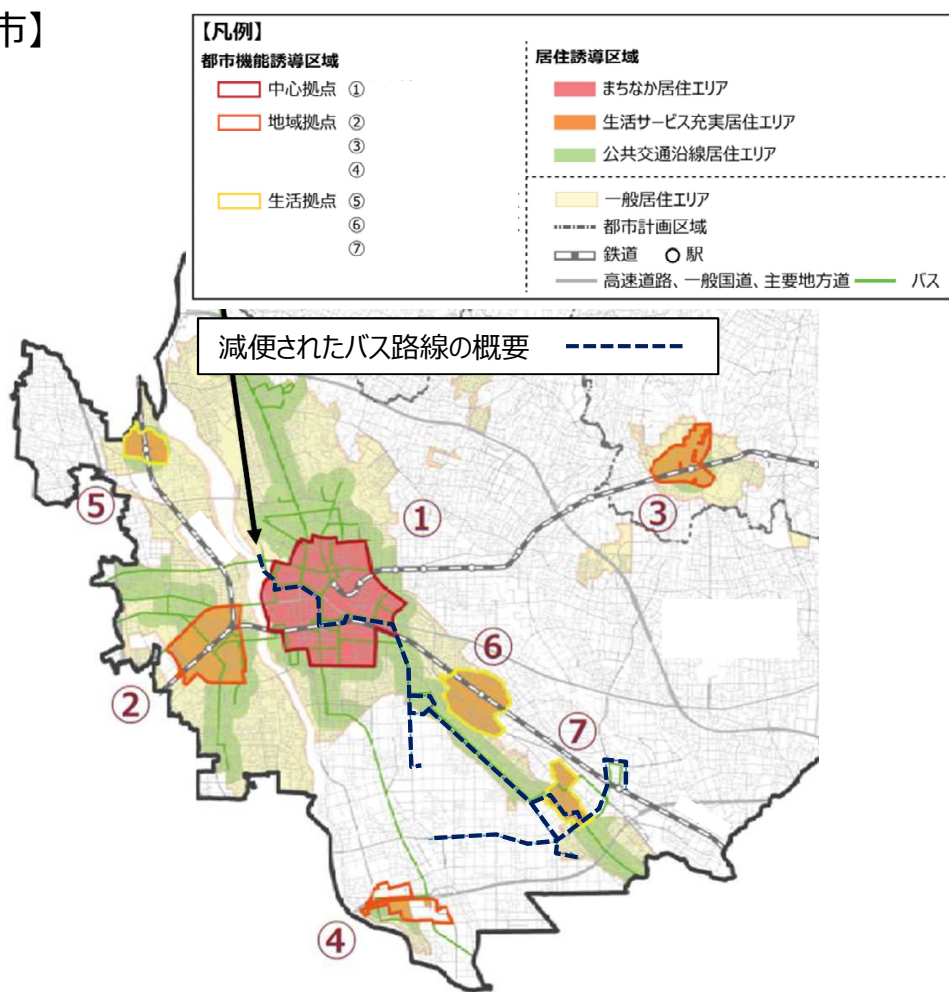 市】
【凡例】
都市機能誘導区域
中心拠点 ①
地域拠点 ②
③
④
生活拠点 ⑤
⑥
⑦
居住誘導区域
まちなか居住エリア
生活サービス充実居住エリア
公共交通沿線居住エリア
一般居住エリア
都市計画区域
鉄道 駅
高速道路、一般国道、主要地方道 バス
減便されたバス路線の概要
⑤
①
③
②
⑥
⑦
④